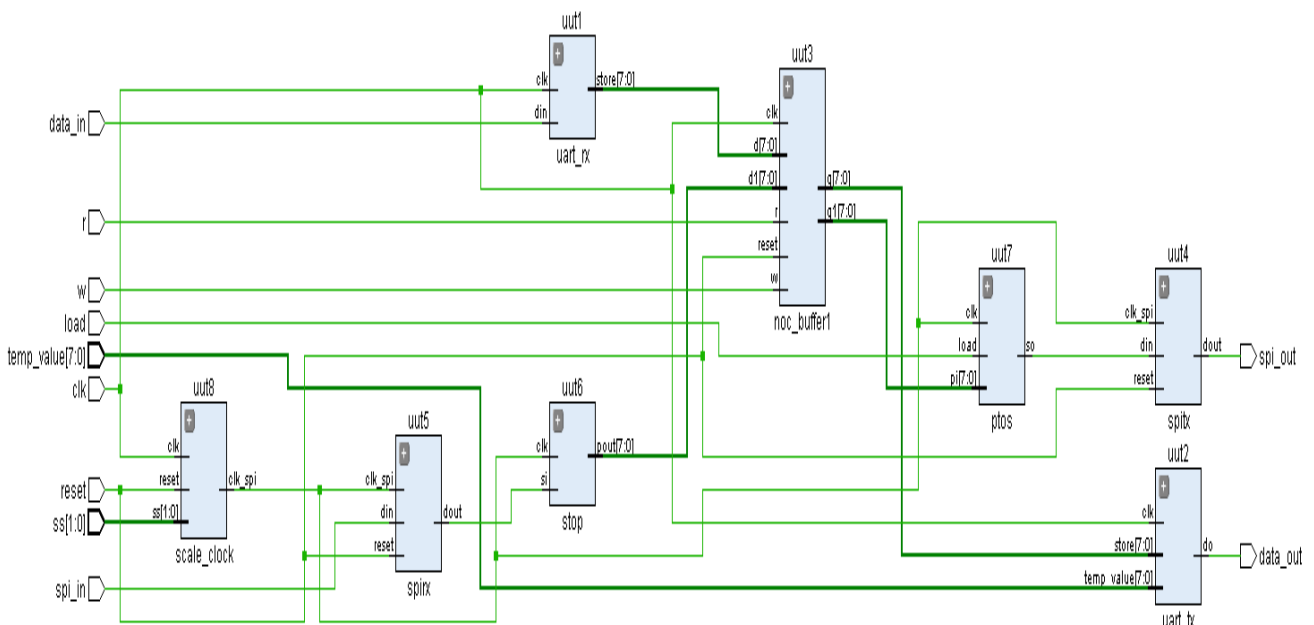 uut1
clk
store[7:0]
din
uart_rx
uut3
clk
d[7:0]
d1[7:0]
q[7:0]
r
q1[7:0]
reset
w
noc_buffer1
data_in
r
w
load
temp_value[7:0]
clk
reset
ss[1:0]
spi_in
uut8
clk
reset
clk_spi
ss[1:0]
scale_clock
uut5
clk_spi
din
dout
reset
spirx
uut6
clk
pout[7:0]
si
stop
uut7
clk
load
so
pi[7:0]
ptos
uut4
clk_spi
din
dout
reset
spitx
spi_out
uut2
clk
store[7:0]
do
temp_value[7:0]
uart_tx
data_out